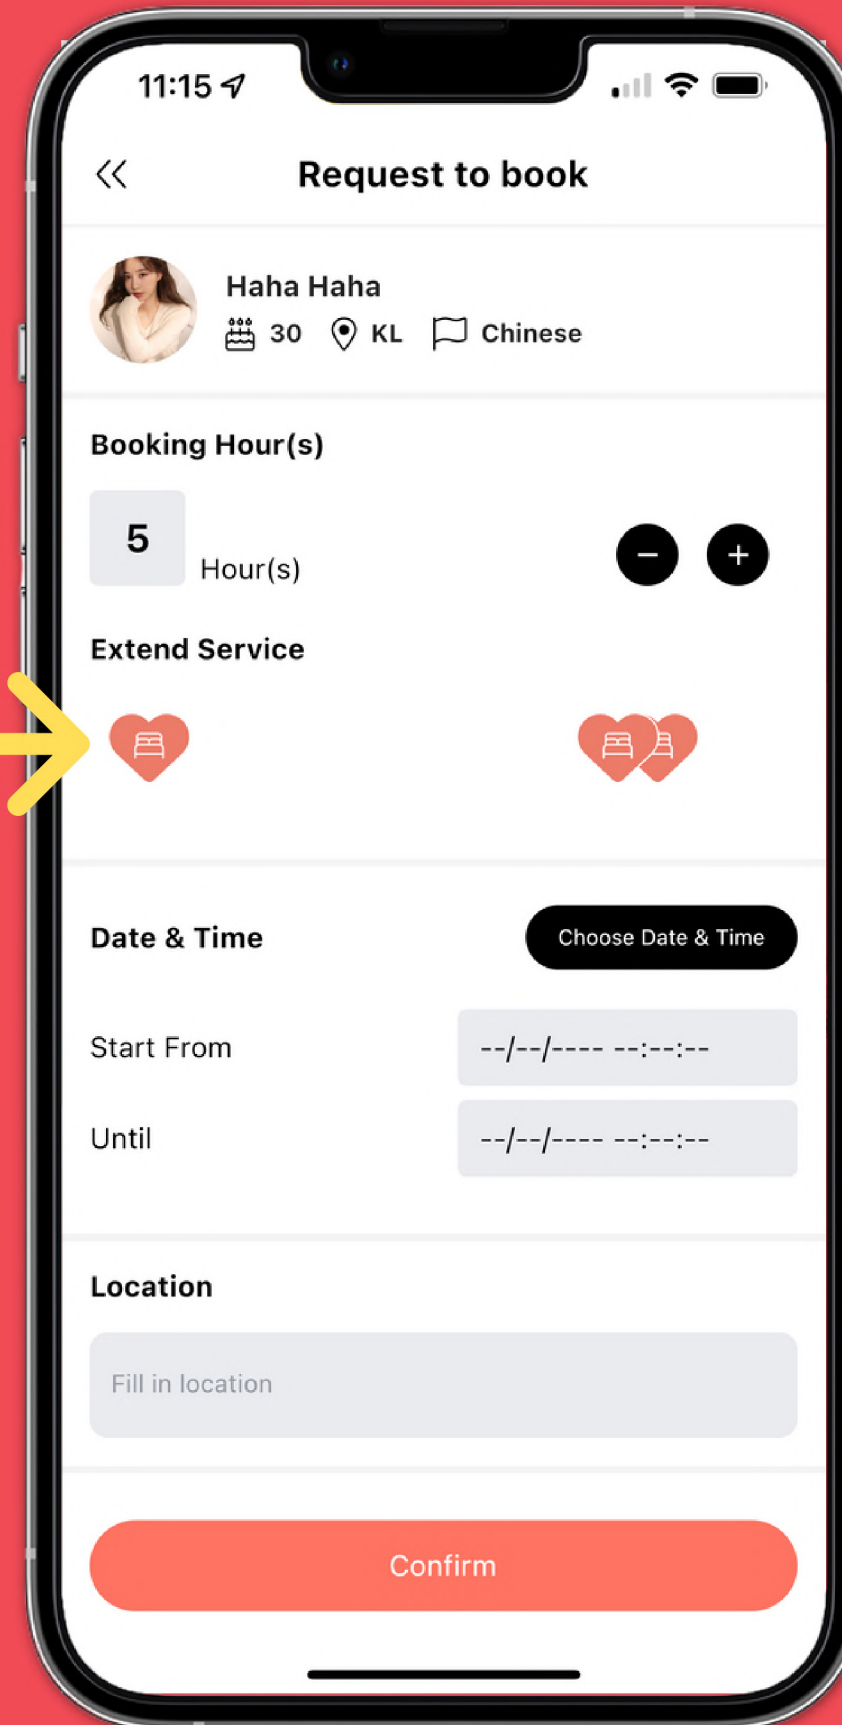 11:15
Request to book
Haha Haha
30 KL Chinese
Booking Hour(s)
5 Hour(s)
Extend Service
Date & Time
Choose Date & Time
Start From --/--/---- --:--:--
Until --/--/---- --:--:--
Location
Fill in location
Confirm